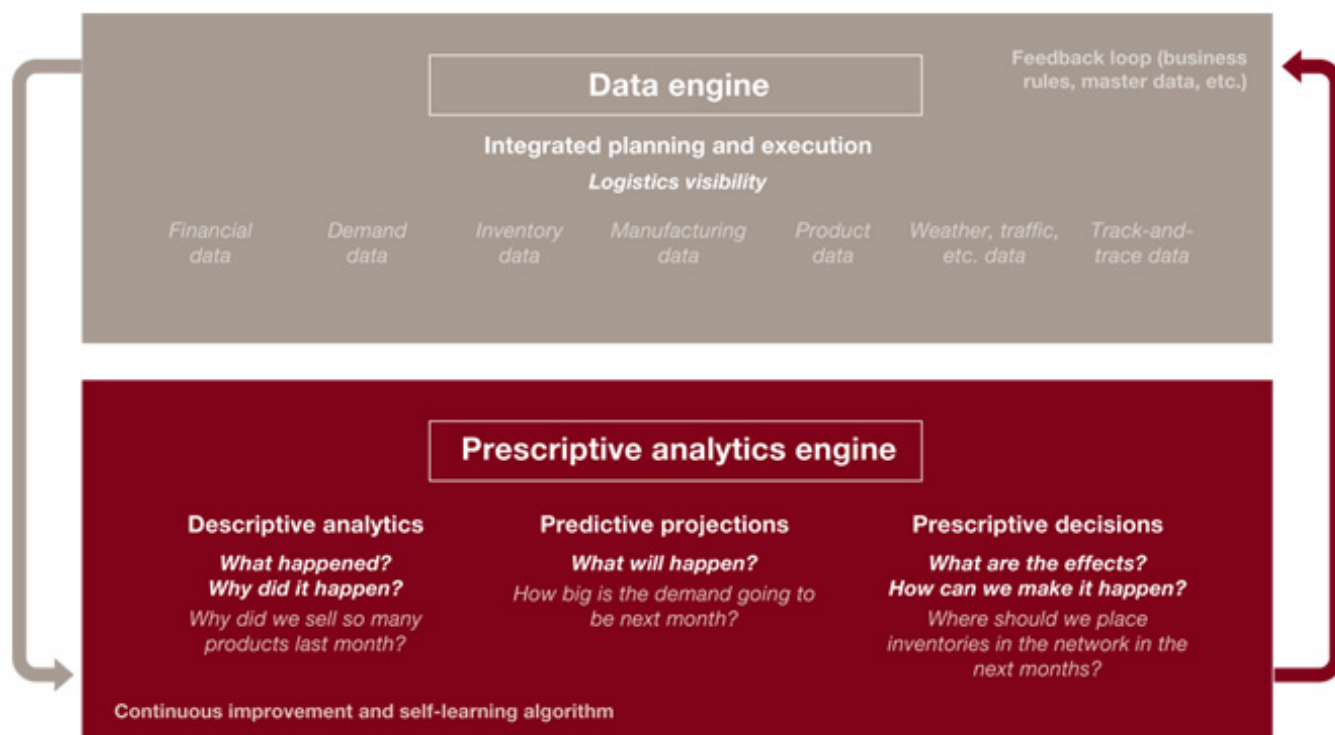 Feedback loop (business
rules, master data, etc.)
Data engine
Integrated planning and execution
Logistics visibility
Financial
data
Demand
data
Inventory
data
Manufacturing
data
Product
data
Weather, traffic,
etc. data
Track-and-
trace data
Prescriptive analytics engine
Descriptive analytics
What happened?
Why did it happen?
Why did we sell so many
products last month?
Predictive projections
What will happen?
How big is the demand going to
be next month?
Prescriptive decisions
What are the effects?
How can we make it happen?
Where should we place
inventories in the network in the
next months?
Continuous improvement and self-learning algorithm